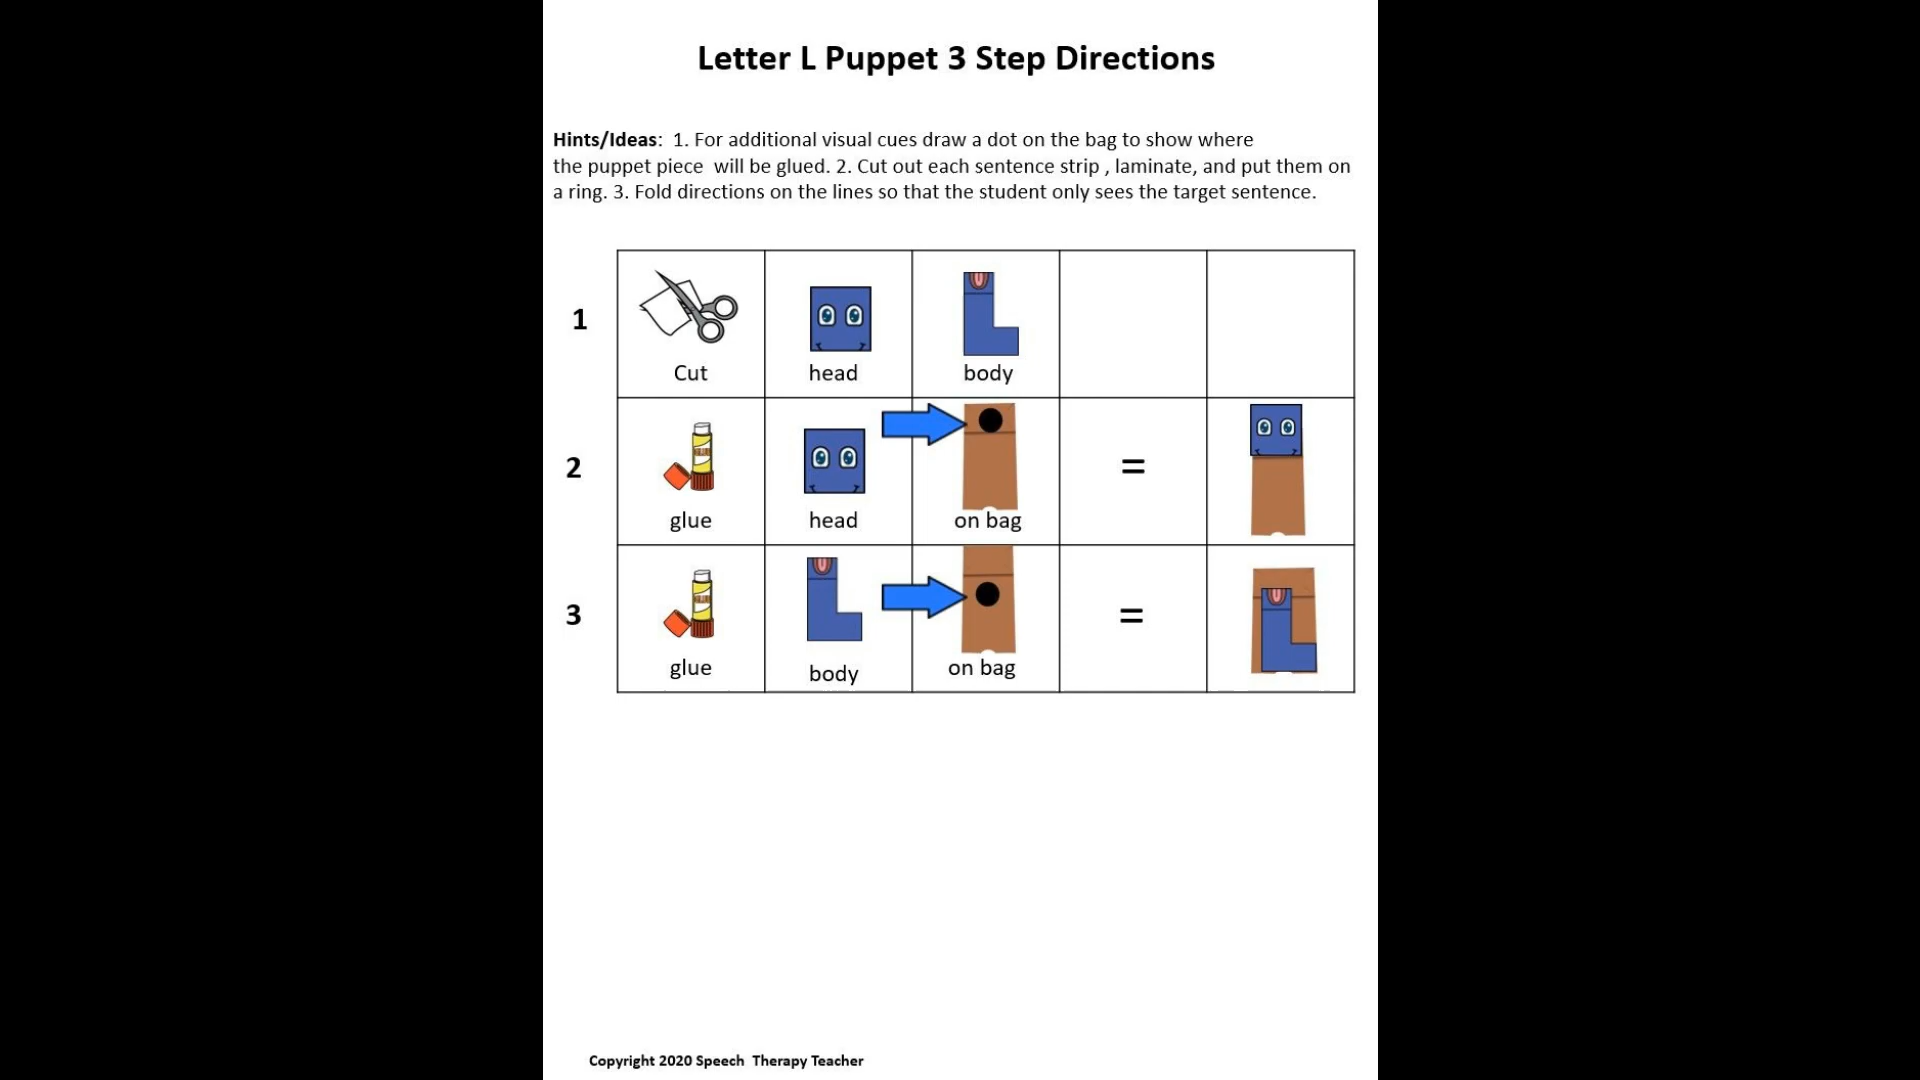 Letter L Puppet 3 Step Directions
Hints/Ideas:  1. For additional visual cues draw a dot on the bag to show where
the puppet piece  will be glued. 2. Cut out each sentence strip , laminate, and put them on
a ring. 3. Fold directions on the lines so that the student only sees the target sentence.
1
Cut head body
2
glue head on bag =
3
glue body on bag =
Copyright 2020 Speech  Therapy Teacher